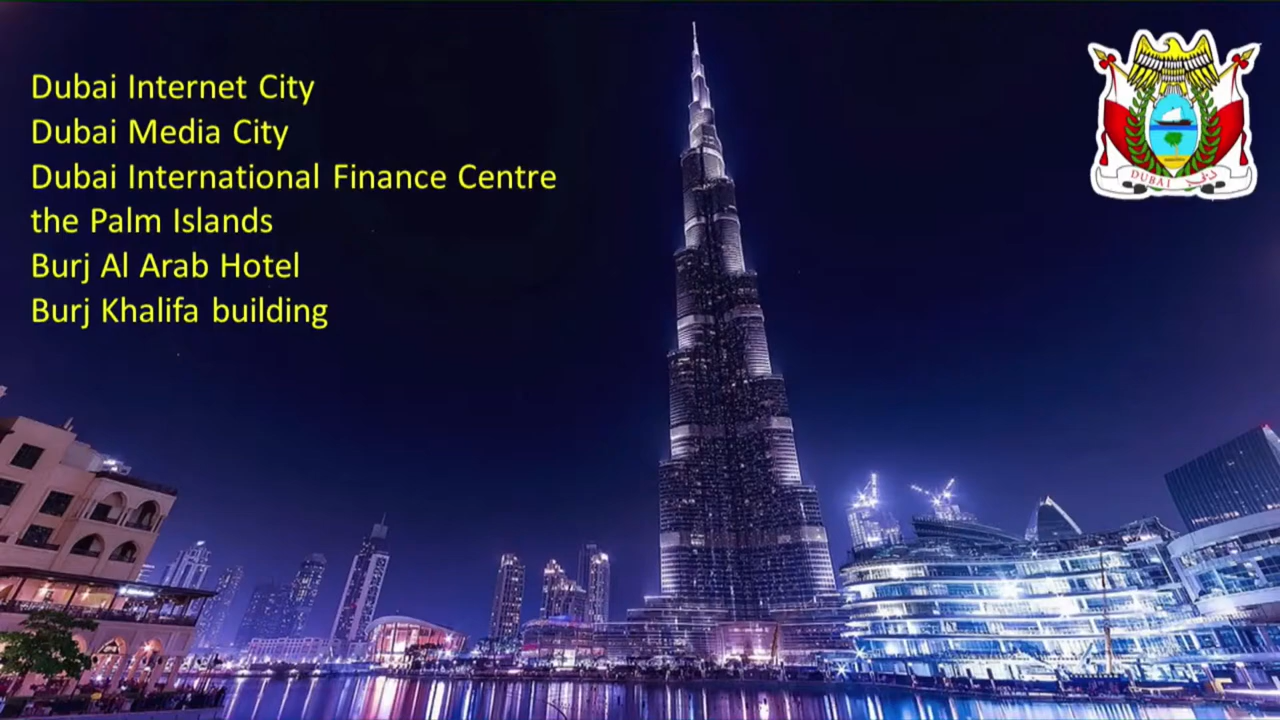 Dubai Internet City
Dubai Media City
Dubai International Finance Centre
the Palm Islands
Burj Al Arab Hotel
Burj Khalifa building
DUBAI دبي